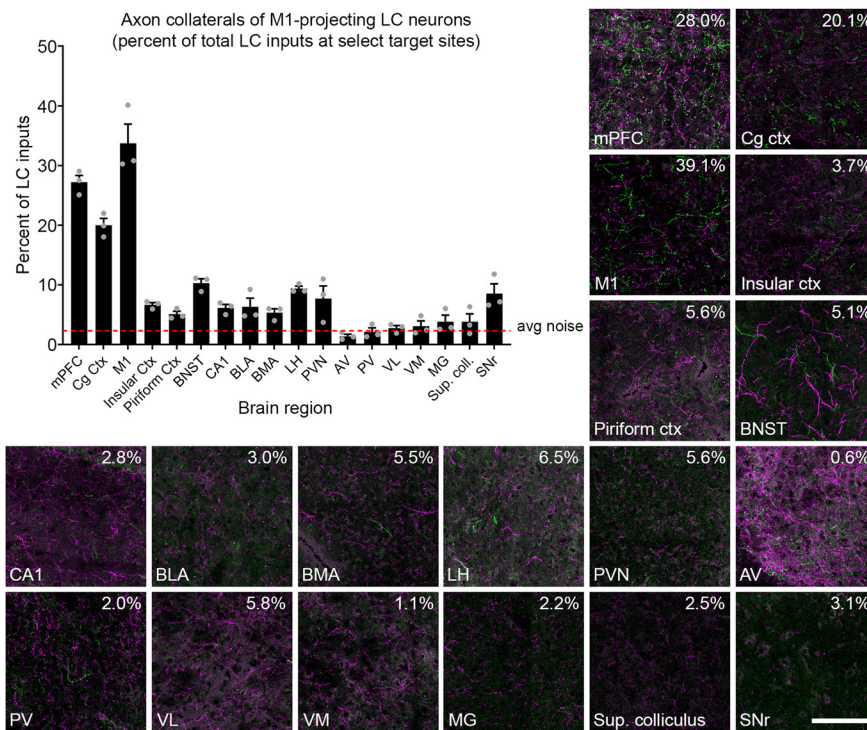 Axon collaterals of M1-projecting LC neurons
(percent of total LC inputs at select target sites)
Percent of LC inputs
50
40
30
20
10
0
avg noise
mPFC
Cg Ctx
M1
Insular Ctx
Piriform Ctx
BNST
CA1
BLA
BMA
LH
PVN
AV
PV
VL
VM
MG
Sup. coll.
SNr
Brain region
28.0%
mPFC
20.1%
Cg ctx
39.1%
M1
3.7%
Insular ctx
5.6%
Piriform ctx
5.1%
BNST
2.8%
CA1
3.0%
BLA
5.5%
BMA
6.5%
LH
5.6%
PVN
0.6%
AV
2.0%
PV
5.8%
VL
1.1%
VM
2.2%
MG
2.5%
Sup. colliculus
3.1%
SNr